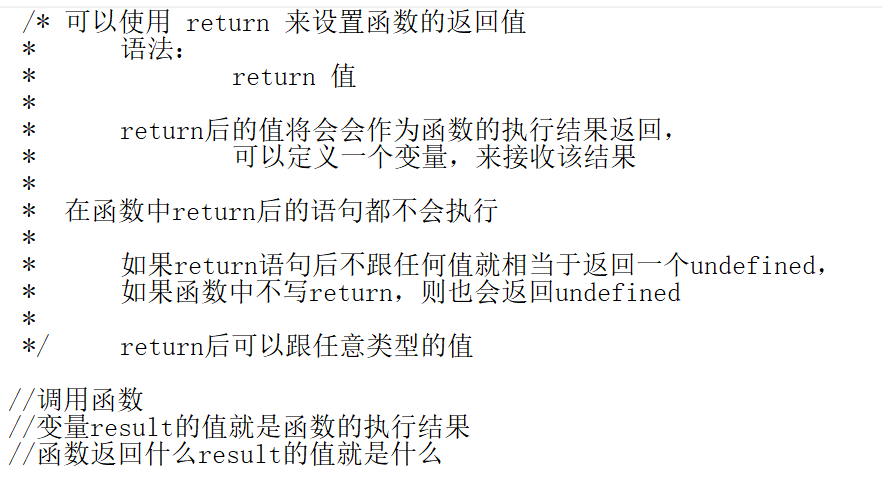 /* 可以使用 return 来设置函数的返回值
* 语法：
* return 值
*
* return后的值将会会作为函数的执行结果返回，
* 可以定义一个变量，来接收该结果
*
* 在函数中return后的语句都不会执行
*
* 如果return语句后不跟任何值就相当于返回一个undefined，
* 如果函数中不写return，则也会返回undefined
*
*/ return后可以跟任意类型的值
//调用函数
//变量result的值就是函数的执行结果
//函数返回什么result的值就是什么